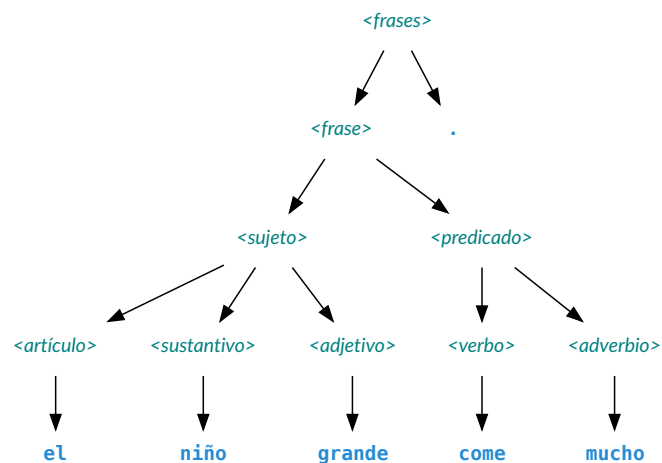 <frases>
<frase> .
<sujeto> <predicado>
<artículo> <sustantivo> <adjetivo> <verbo> <adverbio>
el niño grande come mucho